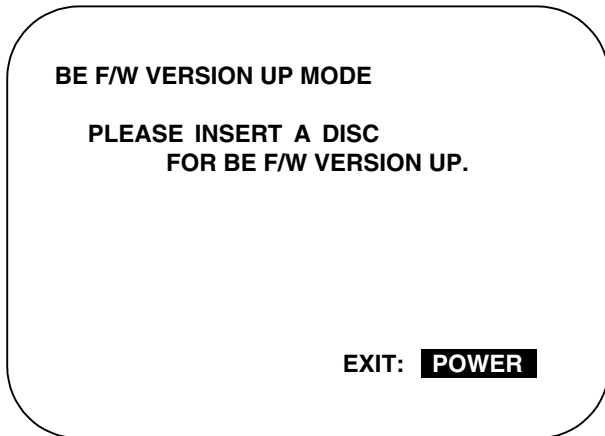 BE F/W VERSION UP MODE
PLEASE INSERT A DISC
FOR BE F/W VERSION UP.
EXIT: POWER